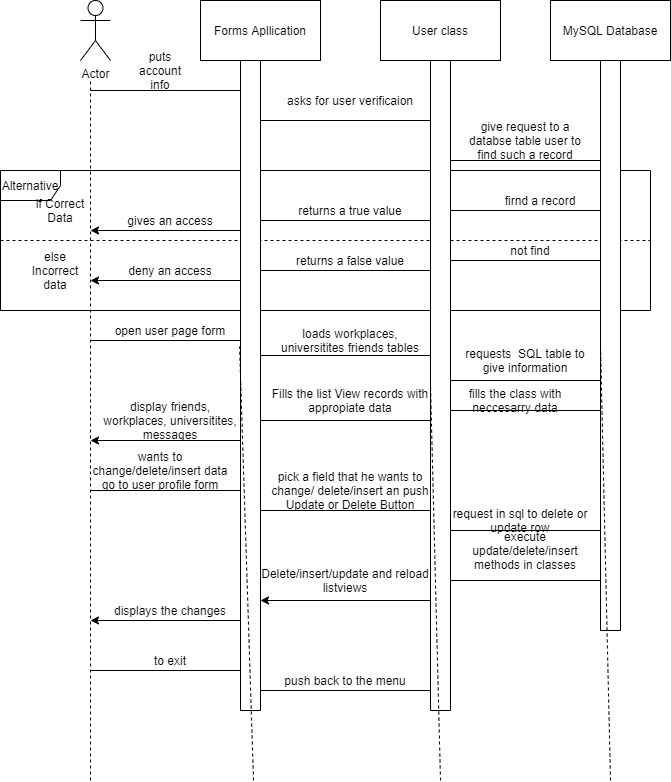 Forms Apllication
User class
MySQL Database
Actor
puts
account
info
asks for user verificaion
give request to a
databse table user to
find such a record
Alternative
If Correct
Data
gives an access
returns a true value
firnd a record
else
Incorrect
data
deny an access
returns a false value
not find
open user page form
loads workplaces,
universitites friends tables
requests  SQL table to
give information
Fills the list View records with
appropiate data
fills the class with
neccesarry data
display friends,
workplaces, universitites,
messages
wants to
change/delete/insert data
go to user profile form
pick a field that he wants to
change/ delete/insert an push
Update or Delete Button
request in sql to delete or
update row
execute
update/delete/insert
methods in classes
Delete/insert/update and reload
listviews
displays the changes
to exit
push back to the menu